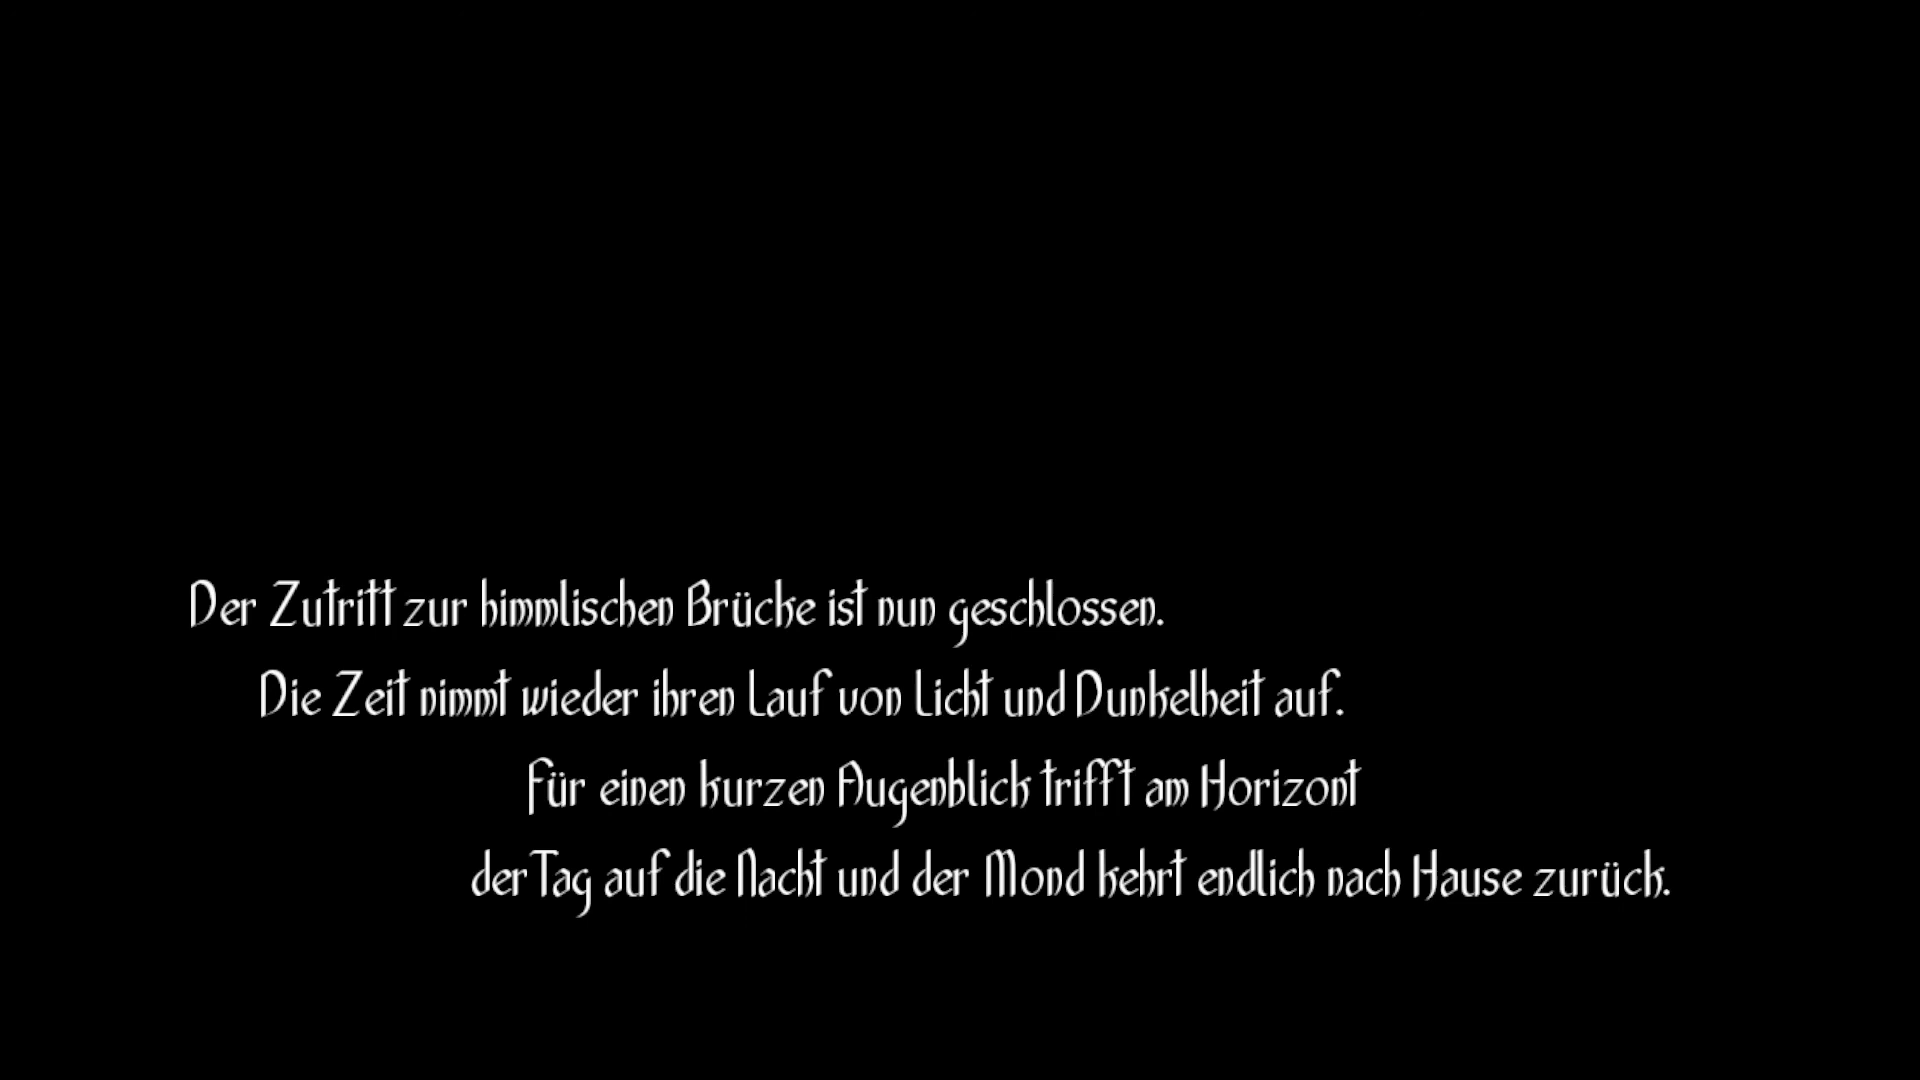 Der Zutritt zur himmlischen Brücke ist nun geschlossen.
Die Zeit nimmt wieder ihren Lauf von Licht und Dunkelheit auf.
Für einen kurzen Augenblick trifft am Horizont
der Tag auf die Nacht und der Mond kehrt endlich nach Hause zurück.